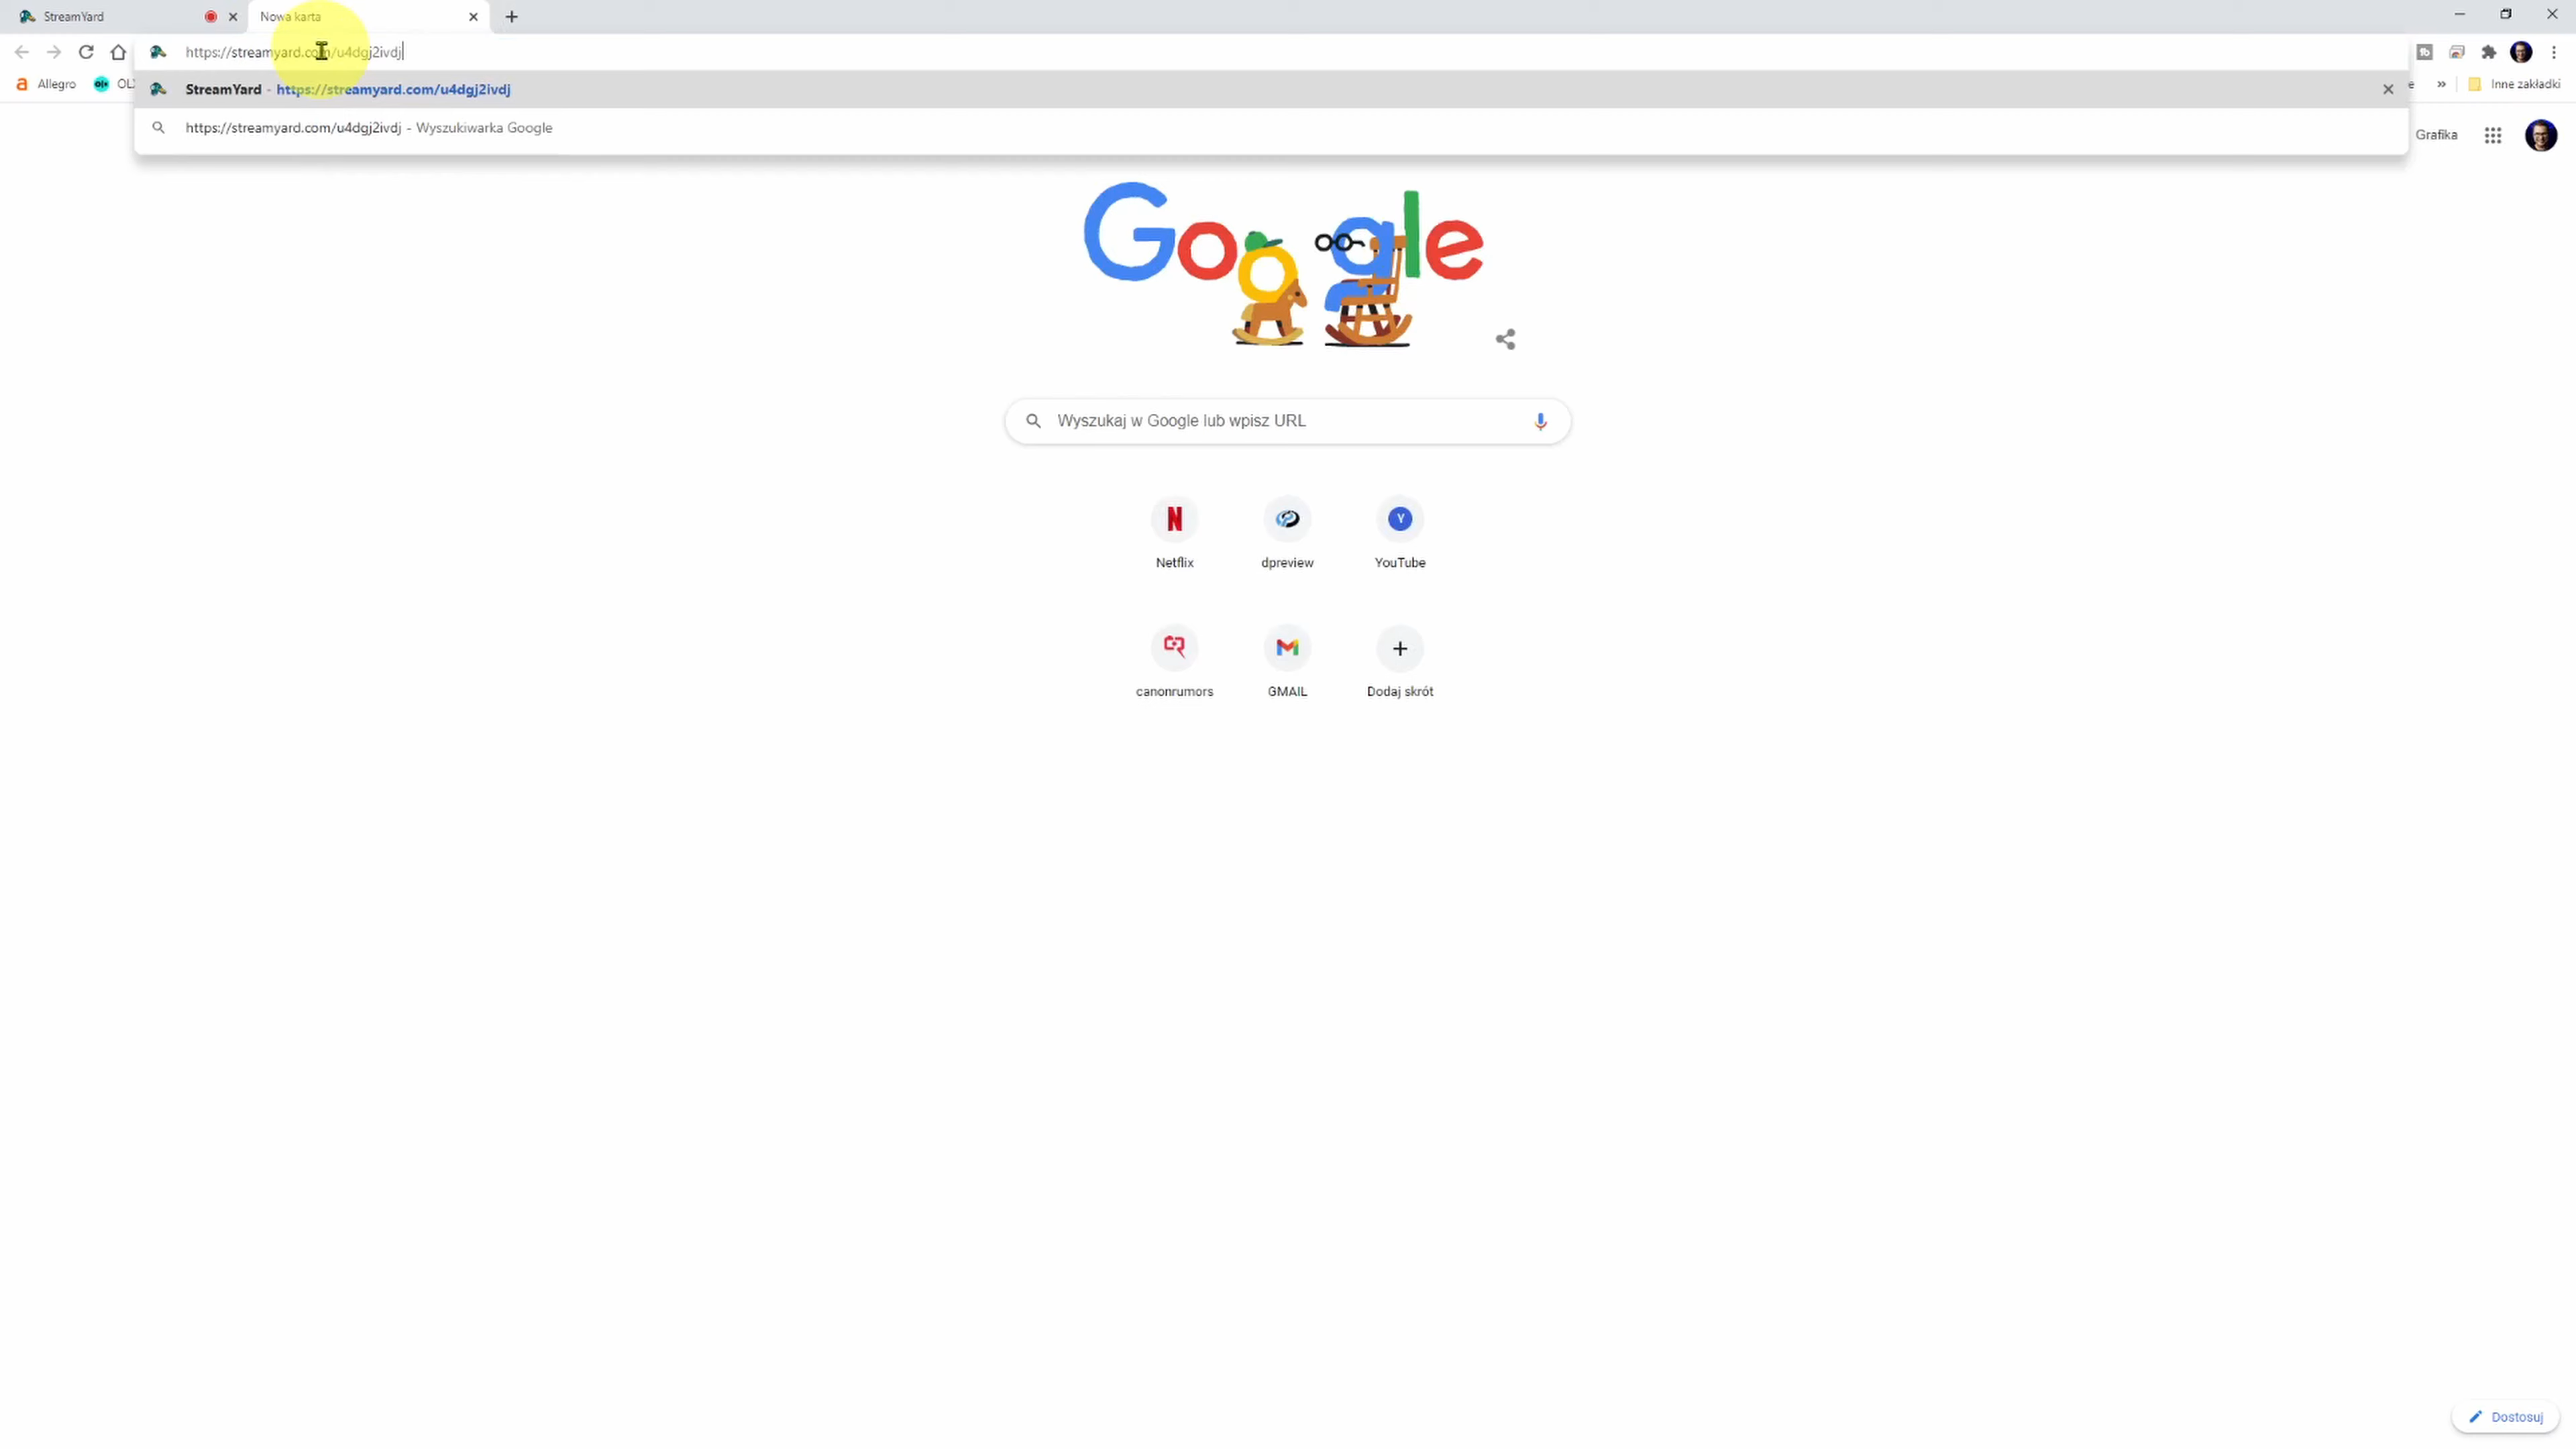 StreamYard
Nowa karta
https://streamyard.com/u4dgj2ivdj
Allegro
StreamYard - https://streamyard.com/u4dgj2ivdj
Inne zakładki
https://streamyard.com/u4dgj2ivdj - Wyszukiwarka Google
Grafika
Google
Wyszukaj w Google lub wpisz URL
Netflix
dpreview
YouTube
canonrumors
GMAIL
Dodaj skrót
Dostosuj